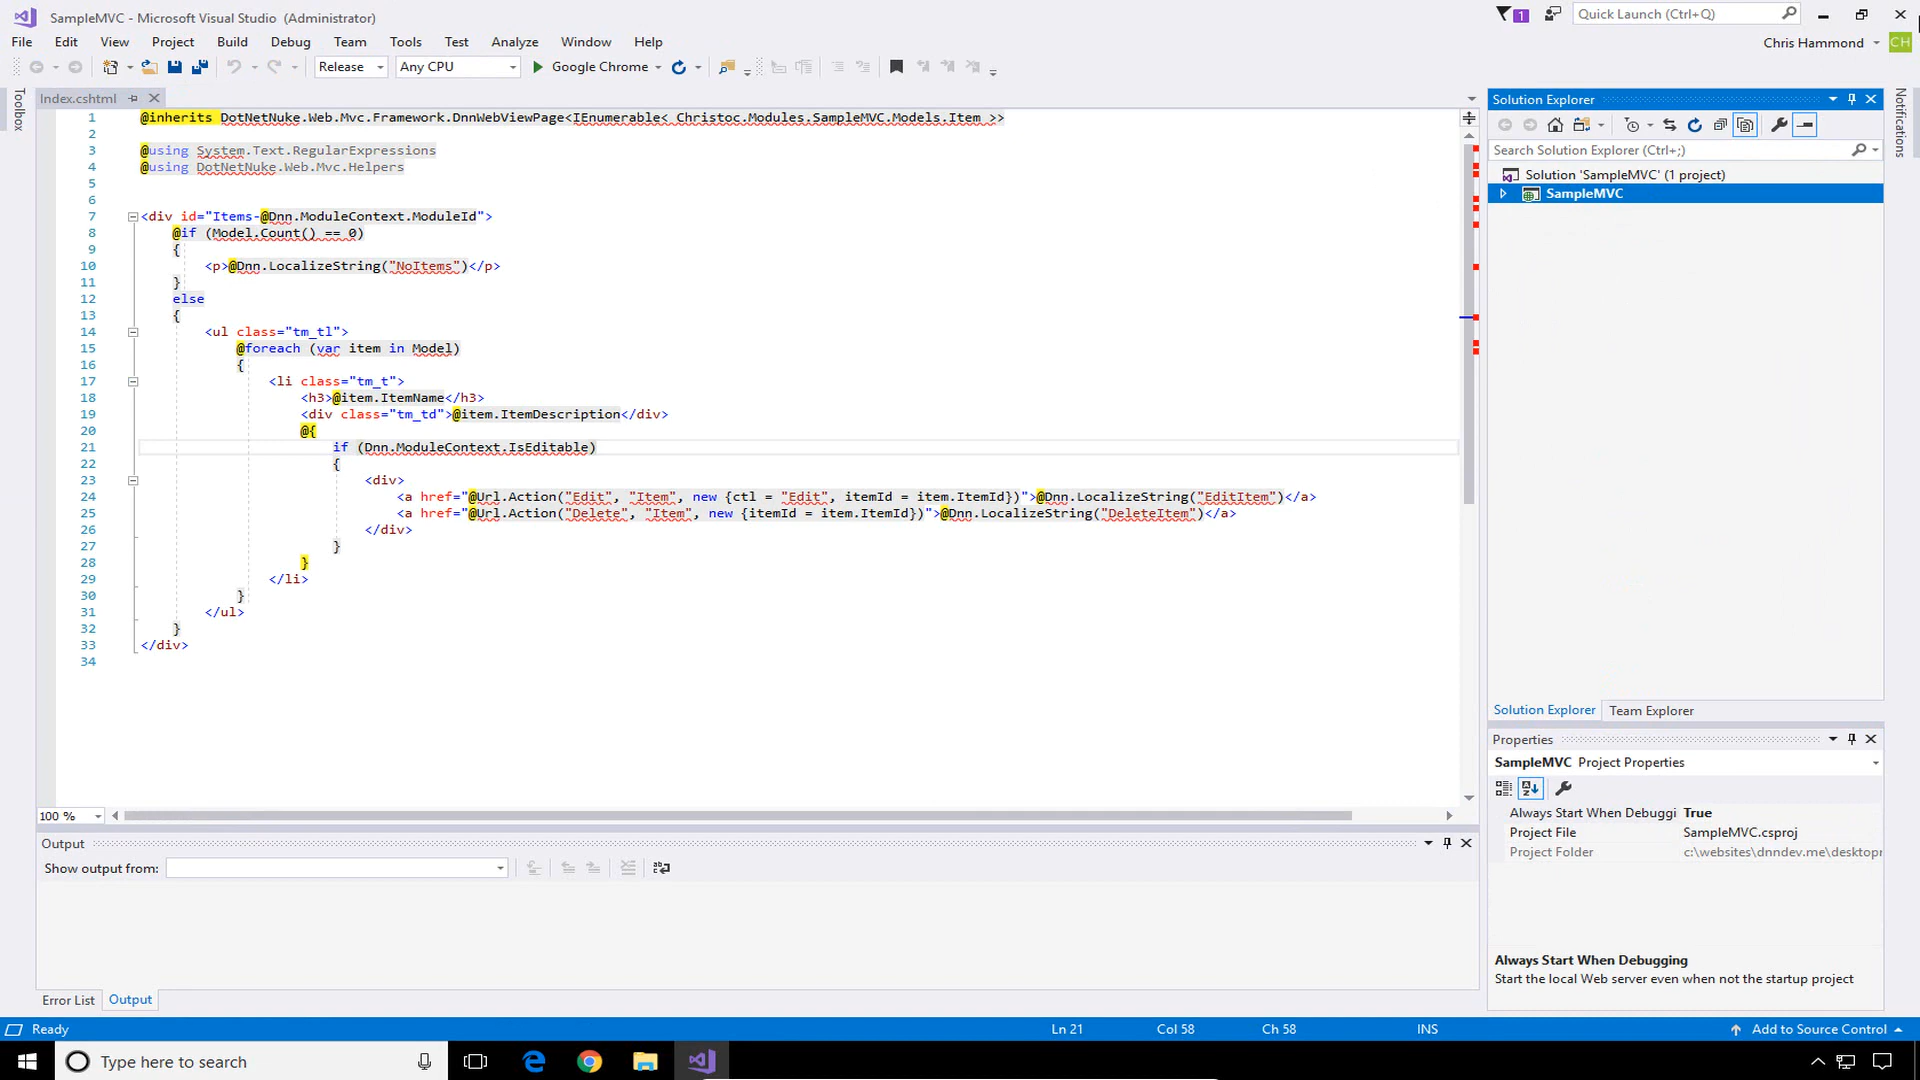 SampleMVC - Microsoft Visual Studio (Administrator)
1
Quick Launch (Ctrl+Q)
File Edit View Project Build Debug Team Tools Test Analyze Window Help
Chris Hammond CH
Release Any CPU Google Chrome
Toolbox
Index.cshtml
1 @inherits DotNetNuke.Web.Mvc.Framework.DnnWebViewPage<IEnumerable< Christoc.Modules.SampleMVC.Models.Item >>
2
3 @using System.Text.RegularExpressions
4 @using DotNetNuke.Web.Mvc.Helpers
5
6
7 <div id="Items-@Dnn.ModuleContext.ModuleId">
8 @if (Model.Count() == 0)
9 {
10 <p>@Dnn.LocalizeString("NoItems")</p>
11 }
12 else
13 {
14 <ul class="tm_tl">
15 @foreach (var item in Model)
16 {
17 <li class="tm_t">
18 <h3>@item.ItemName</h3>
19 <div class="tm_td">@item.ItemDescription</div>
20 @{
21 if (Dnn.ModuleContext.IsEditable)
22 {
23 <div>
24 <a href="@Url.Action("Edit", "Item", new {ctl = "Edit", itemId = item.ItemId})">@Dnn.LocalizeString("EditItem")</a>
25 <a href="@Url.Action("Delete", "Item", new {itemId = item.ItemId})">@Dnn.LocalizeString("DeleteItem")</a>
26 </div>
27 }
28 }
29 </li>
30 }
31 </ul>
32 }
33 </div>
34
100 %
Output
Show output from:
Error List Output
Solution Explorer
Search Solution Explorer (Ctrl+;)
Solution 'SampleMVC' (1 project)
SampleMVC
Solution Explorer Team Explorer
Properties
SampleMVC Project Properties
Always Start When Debuggi True
Project File SampleMVC.csproj
Project Folder c:\websites\dnndev.me\desktopr
Always Start When Debugging
Start the local Web server even when not the startup project
Notifications
Ready Ln 21 Col 58 Ch 58 INS Add to Source Control
Type here to search